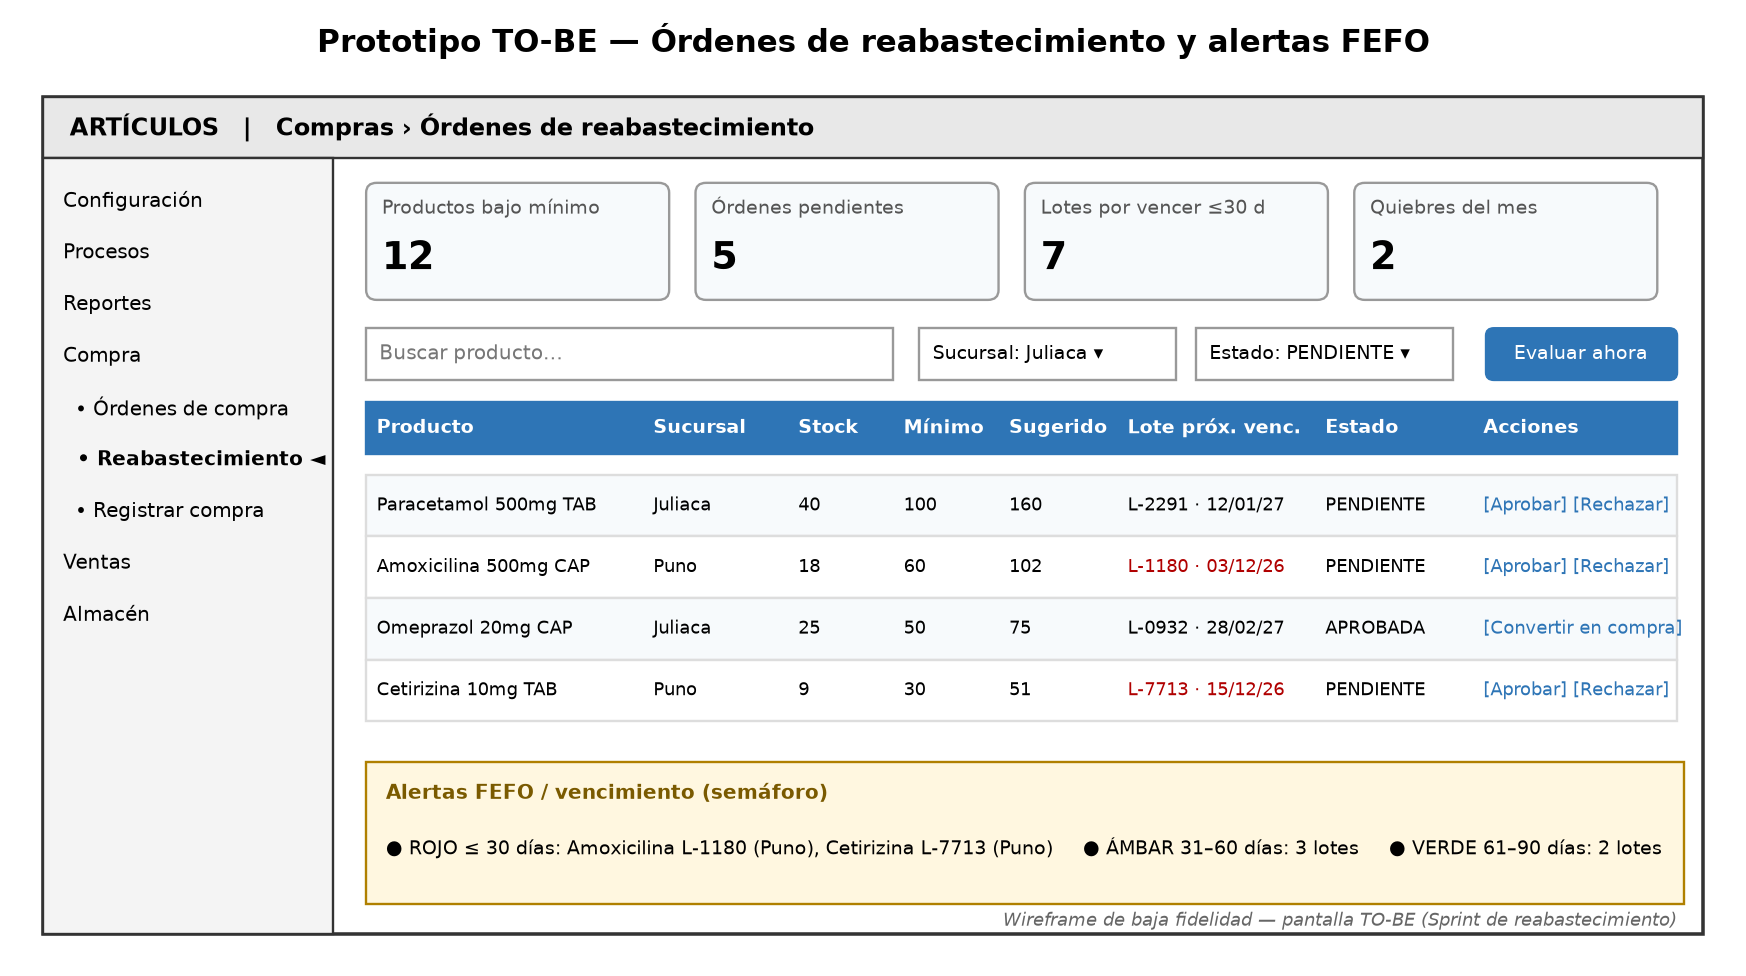 Prototipo TO-BE — Órdenes de reabastecimiento y alertas FEFO
ARTÍCULOS | Compras › Órdenes de reabastecimiento
Configuración
Procesos
Reportes
Compra
• Órdenes de compra
• Reabastecimiento ◄
• Registrar compra
Ventas
Almacén
Productos bajo mínimo
12
Órdenes pendientes
5
Lotes por vencer ≤30 d
7
Quiebres del mes
2
Buscar producto... Sucursal: Juliaca ▾ Estado: PENDIENTE ▾ Evaluar ahora
Producto Sucursal Stock Mínimo Sugerido Lote próx. venc. Estado Acciones
Paracetamol 500mg TAB Juliaca 40 100 160 L-2291 · 12/01/27 PENDIENTE [Aprobar] [Rechazar]
Amoxicilina 500mg CAP Puno 18 60 102 L-1180 · 03/12/26 PENDIENTE [Aprobar] [Rechazar]
Omeprazol 20mg CAP Juliaca 25 50 75 L-0932 · 28/02/27 APROBADA [Convertir en compra]
Cetirizina 10mg TAB Puno 9 30 51 L-7713 · 15/12/26 PENDIENTE [Aprobar] [Rechazar]
Alertas FEFO / vencimiento (semáforo)
● ROJO ≤ 30 días: Amoxicilina L-1180 (Puno), Cetirizina L-7713 (Puno) ● ÁMBAR 31–60 días: 3 lotes ● VERDE 61–90 días: 2 lotes
Wireframe de baja fidelidad — pantalla TO-BE (Sprint de reabastecimiento)